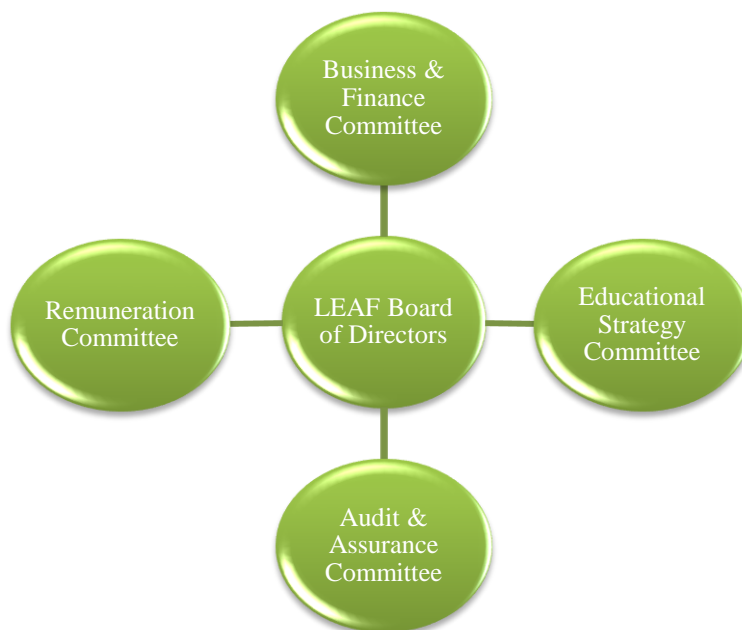 Business &
Finance
Committee
Remuneration
Committee
LEAF Board
of Directors
Educational
Strategy
Committee
Audit &
Assurance
Committee